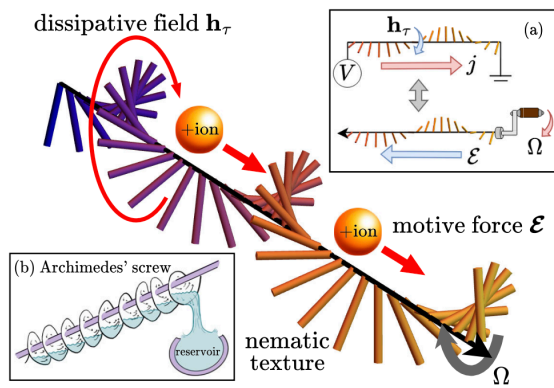 dissipative field h_τ
+ion
+ion
motive force ℰ
nematic
texture
Ω
(a)
h_τ
V
j
ℰ
Ω
(b) Archimedes' screw
reservoir